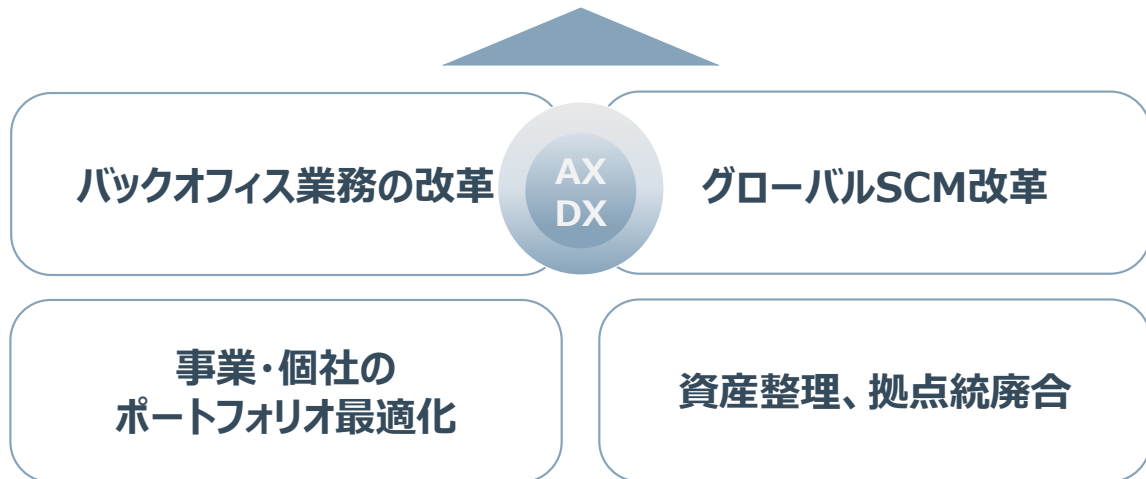 バックオフィス業務の改革
AX
DX
グローバルSCM改革
事業・個社の
ポートフォリオ最適化
資産整理、拠点統廃合